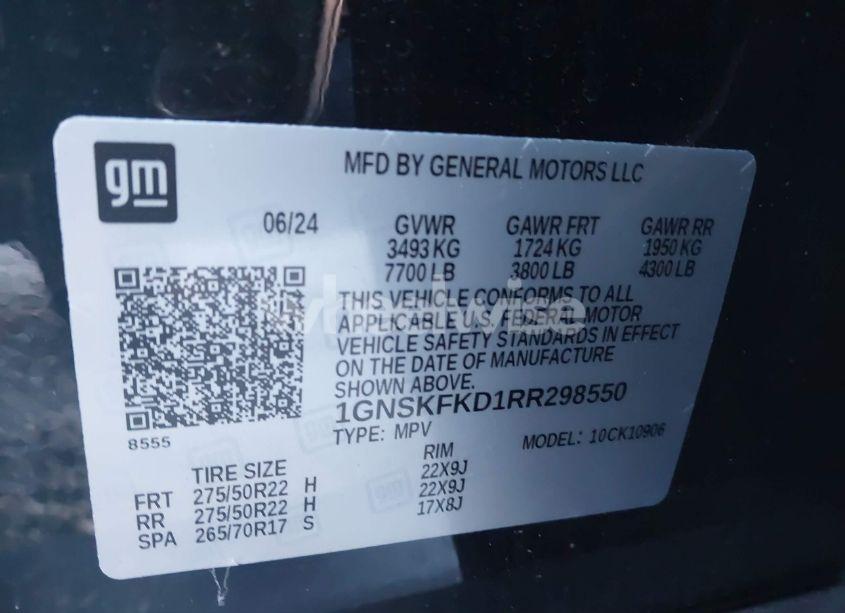 gm
MFD BY GENERAL MOTORS LLC
06/24 GVWR GAWR FRT GAWR RR
3493 KG 1724 KG 1950 KG
7700 LB 3800 LB 4300 LB
THIS VEHICLE CONFORMS TO ALL
APPLICABLE U.S. FEDERAL MOTOR
VEHICLE SAFETY STANDARDS IN EFFECT
ON THE DATE OF MANUFACTURE
SHOWN ABOVE.
1GNSKFKD1RR298550
8555
TYPE: MPV MODEL: 10CK10906
TIRE SIZE RIM
FRT 275/50R22 H 22X9J
RR 275/50R22 H 22X9J
SPA 265/70R17 S 17X8J
gm
wheelwise